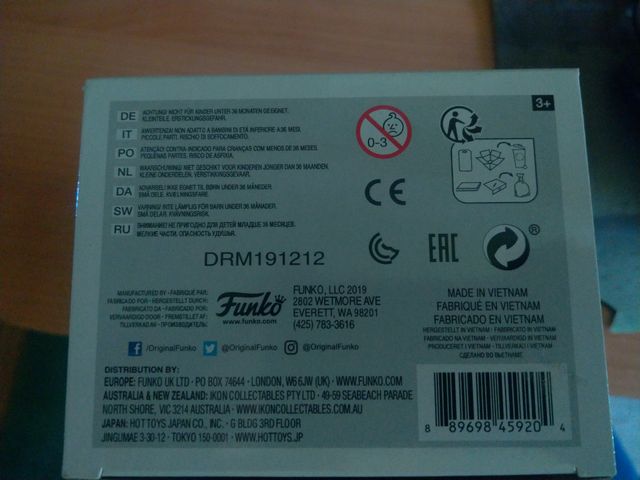 3+
DE ACHTUNG! NICHT FÜR KINDER UNTER 36 MONATEN GEEIGNET.
KLEINTEILE. ERSTICKUNGSGEFAHR.
IT AVVERTENZA! NON ADATTO A BAMBINI DI ETÀ INFERIORE A 36 MESI.
PICCOLE PARTI. RISCHIO DI SOFFOCAMENTO.
PO ATENÇÃO! CONTRA-INDICADO PARA CRIANÇAS COM MENOS DE 36 MESES.
PEQUENAS PARTES. RISCO DE ASFIXIA.
NL WAARSCHUWING! NIET GESCHIKT VOOR KINDEREN JONGER DAN 36 MAANDEN.
KLEINE ONDERDELEN. VERSTIKKINGSGEVAAR.
DA ADVARSEL! IKKE EGNET TIL BØRN UNDER 36 MÅNEDER.
SMÅ DELE. KVÆLNINGSFARE.
SW VARNING! INTE LÄMPLIG FÖR BARN UNDER 36 MÅNADER.
SMÅ DELAR. KVÄVNINGSRISK.
RU ВНИМАНИЕ! НЕ ПРИГОДНО ДЛЯ ДЕТЕЙ МЛАДШЕ 36 МЕСЯЦЕВ.
МЕЛКИЕ ЧАСТИ. ОПАСНОСТЬ УДУШЬЯ.
0-3
CE
EAC
®
DRM191212
MANUFACTURED BY • FABRIQUÉ PAR:
FABRICADO POR • HERGESTELLT DURCH:
FABBRICATO DA • FABRICADO POR:
VERVAARDIGD DOOR • FREMSTILLET AF:
TILLVERKAD AV • ПРОИЗВОДИТЕЛЬ:
Funko
www.funko.com
FUNKO, LLC 2019
2802 WETMORE AVE
EVERETT, WA 98201
(425) 783-3616
MADE IN VIETNAM
FABRIQUÉ EN VIETNAM
FABRICADO EN VIETNAM
HERGESTELLT IN VIETNAM • FABBRICATO IN VIETNAM
FABRICADO NA VIETNAM • VERVAARDIGD IN VIETNAM
PRODUCERET I VIETNAM • TILLVERKAD I VIETNAM
СДЕЛАНО ВО ВЬЕТНАМЕ
f /OriginalFunko @OriginalFunko @OriginalFunko
DISTRIBUTION BY:
EUROPE: FUNKO UK LTD • PO BOX 74644 • LONDON, W6 6JW (UK) • WWW.FUNKO.COM
AUSTRALIA & NEW ZEALAND: IKON COLLECTABLES PTY LTD • 49-59 SEABEACH PARADE
NORTH SHORE, VIC 3214 AUSTRALIA • WWW.IKONCOLLECTABLES.COM.AU
JAPAN: HOT TOYS JAPAN CO., INC. • G BLDG 3RD FLOOR
JINGUMAE 3-30-12 • TOKYO 150-0001 • WWW.HOTTOYS.JP
8 89698 45920 4